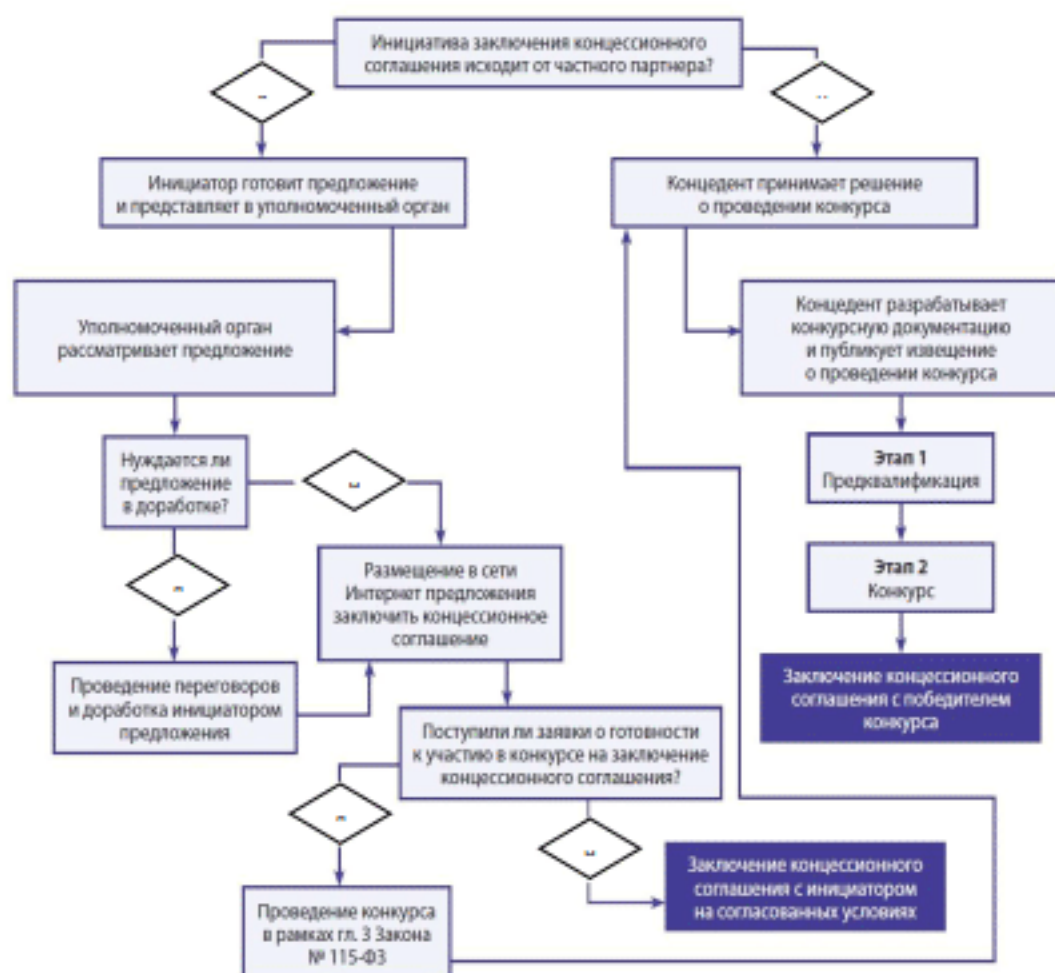 Инициатива заключения концессионного
соглашения исходит от частного партнера?
Инициатор готовит предложение
и представляет в уполномоченный орган
Концедент принимает решение
о проведении конкурса
Уполномоченный орган
рассматривает предложение
Концедент разрабатывает
конкурсную документацию
и публикует извещение
о проведении конкурса
Нуждается ли
предложение
в доработке?
Этап 1
Предквалификация
Размещение в сети
Интернет предложения
заключить концессионное
соглашение
Этап 2
Конкурс
Проведение переговоров
и доработка инициатором
предложения
Заключение концессионного
соглашения с победителем
конкурса
Поступили ли заявки о готовности
к участию в конкурсе на заключение
концессионного соглашения?
Заключение концессионного
соглашения с инициатором
на согласованных условиях
Проведение конкурса
в рамках гл. 3 Закона
№ 115-ФЗ